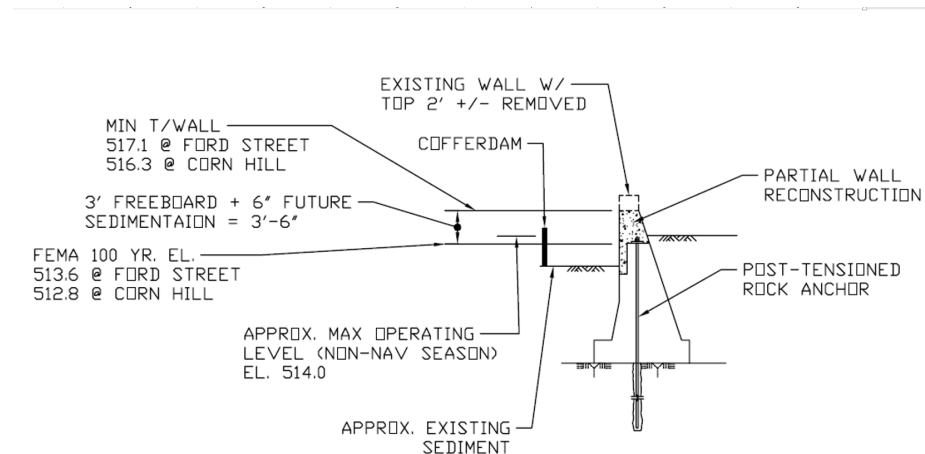 EXISTING WALL W/
TOP 2' +/- REMOVED
MIN T/WALL
517.1 @ FORD STREET
516.3 @ CORN HILL
COFFERDAM
PARTIAL WALL
RECONSTRUCTION
3' FREEBOARD + 6" FUTURE
SEDIMENTAION = 3'-6"
FEMA 100 YR. EL.
513.6 @ FORD STREET
512.8 @ CORN HILL
POST-TENSIONED
ROCK ANCHOR
APPROX. MAX OPERATING
LEVEL (NON-NAV SEASON)
EL. 514.0
APPROX. EXISTING
SEDIMENT